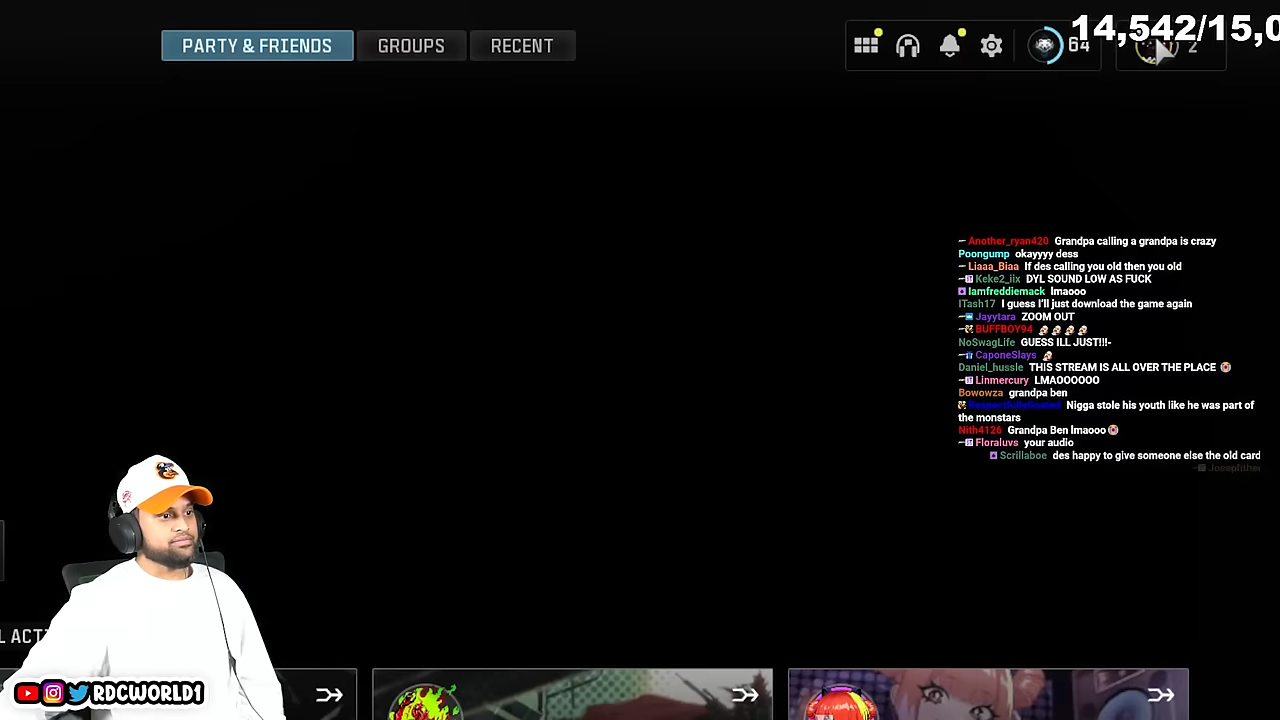 14,542/15,0
PARTY & FRIENDS
GROUPS
RECENT
64
2
Another_ryan420 Grandpa calling a grandpa is crazy
Poongump okayyyy dess
Liaaa_Biaa If des calling you old then you old
Keke2_iix DYL SOUND LOW AS FUCK
Iamfreddiemack lmaooo
ITash17 I guess I'll just download the game again
Jayytara ZOOM OUT
BUFFBOY94
NoSwagLife GUESS ILL JUST!!!-
CaponeSlays
Daniel_hussle THIS STREAM IS ALL OVER THE PLACE
Linmercury LMAOOOOOO
Bowowza grandpa ben
Nigga stole his youth like he was part of
the monstars
Nith4126 Grandpa Ben lmaooo
Floraluvs your audio
Scrillaboe des happy to give someone else the old card
L ACT
RDCWORLD1